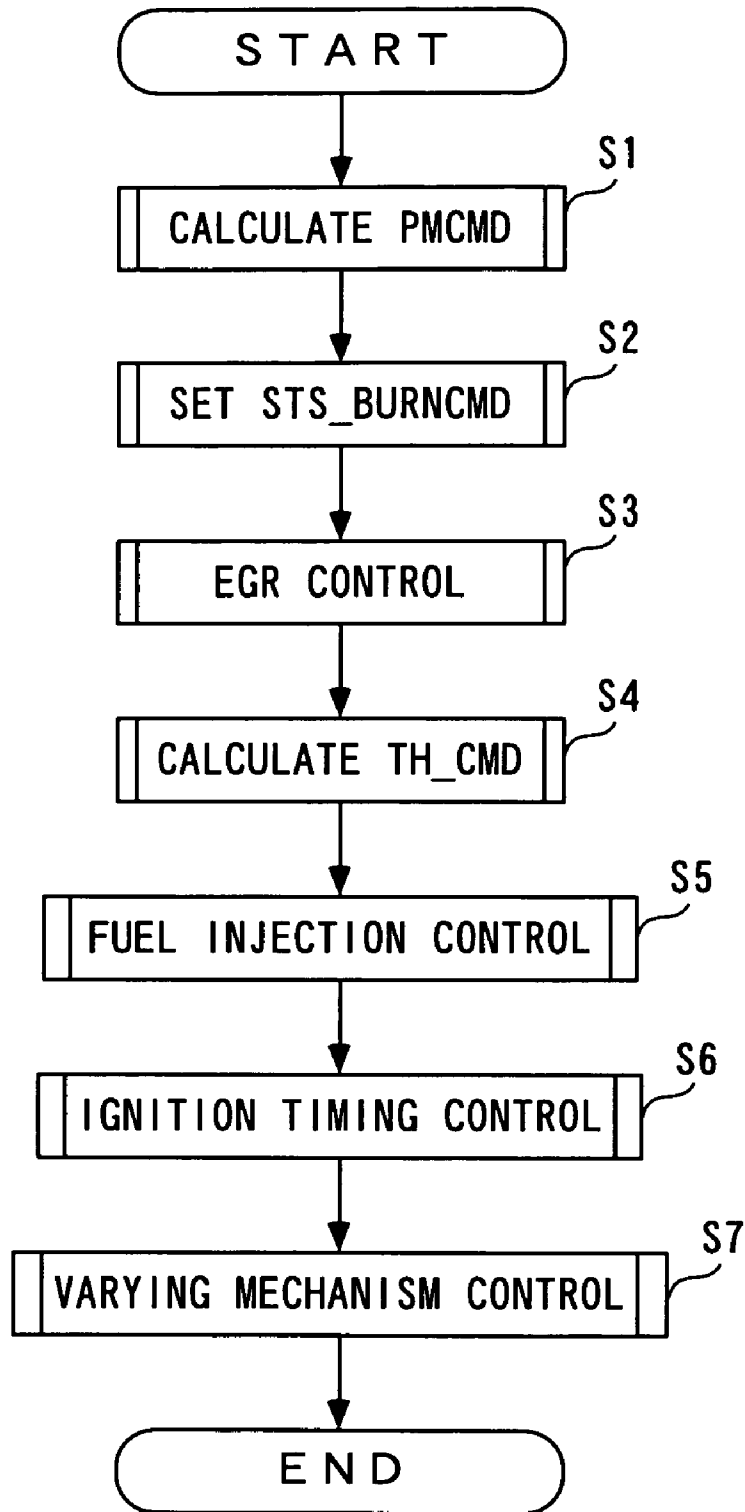 START
S1
CALCULATE PMCMD
S2
SET STS_BURNCMD
S3
EGR CONTROL
S4
CALCULATE TH_CMD
S5
FUEL INJECTION CONTROL
S6
IGNITION TIMING CONTROL
S7
VARYING MECHANISM CONTROL
END